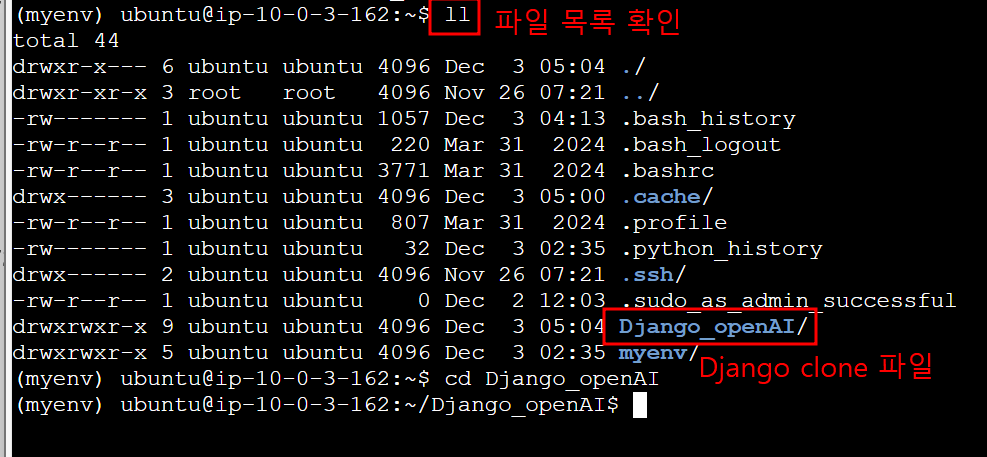 (myenv) ubuntu@ip-10-0-3-162:~$ ll 파일 목록 확인
total 44
drwxr-x--- 6 ubuntu ubuntu 4096 Dec  3 05:04 ./
drwxr-xr-x 3 root   root   4096 Nov 26 07:21 ../
-rw------- 1 ubuntu ubuntu 1057 Dec  3 04:13 .bash_history
-rw-r--r-- 1 ubuntu ubuntu  220 Mar 31  2024 .bash_logout
-rw-r--r-- 1 ubuntu ubuntu 3771 Mar 31  2024 .bashrc
drwx------ 3 ubuntu ubuntu 4096 Dec  3 05:00 .cache/
-rw-r--r-- 1 ubuntu ubuntu  807 Mar 31  2024 .profile
-rw------- 1 ubuntu ubuntu   32 Dec  3 02:35 .python_history
drwx------ 2 ubuntu ubuntu 4096 Nov 26 07:21 .ssh/
-rw-r--r-- 1 ubuntu ubuntu    0 Dec  2 12:03 .sudo_as_admin_successful
drwxrwxr-x 9 ubuntu ubuntu 4096 Dec  3 05:04 Django_openAI/
drwxrwxr-x 5 ubuntu ubuntu 4096 Dec  3 02:35 myenv/
Django clone 파일
(myenv) ubuntu@ip-10-0-3-162:~$ cd Django_openAI
(myenv) ubuntu@ip-10-0-3-162:~/Django_openAI$